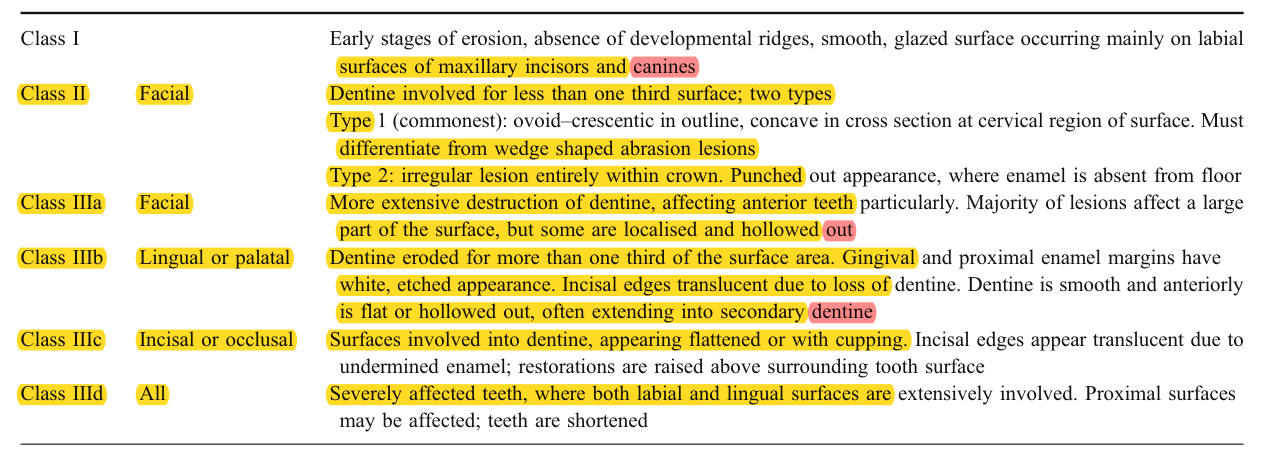 Class I Early stages of erosion, absence of developmental ridges, smooth, glazed surface occurring mainly on labial
surfaces of maxillary incisors and canines
Class II Facial Dentine involved for less than one third surface; two types
Type 1 (commonest): ovoid–crescentic in outline, concave in cross section at cervical region of surface. Must
differentiate from wedge shaped abrasion lesions
Type 2: irregular lesion entirely within crown. Punched out appearance, where enamel is absent from floor
Class IIIa Facial More extensive destruction of dentine, affecting anterior teeth particularly. Majority of lesions affect a large
part of the surface, but some are localised and hollowed out
Class IIIb Lingual or palatal Dentine eroded for more than one third of the surface area. Gingival and proximal enamel margins have
white, etched appearance. Incisal edges translucent due to loss of dentine. Dentine is smooth and anteriorly
is flat or hollowed out, often extending into secondary dentine
Class IIIc Incisal or occlusal Surfaces involved into dentine, appearing flattened or with cupping. Incisal edges appear translucent due to
undermined enamel; restorations are raised above surrounding tooth surface
Class IIId All Severely affected teeth, where both labial and lingual surfaces are extensively involved. Proximal surfaces
may be affected; teeth are shortened